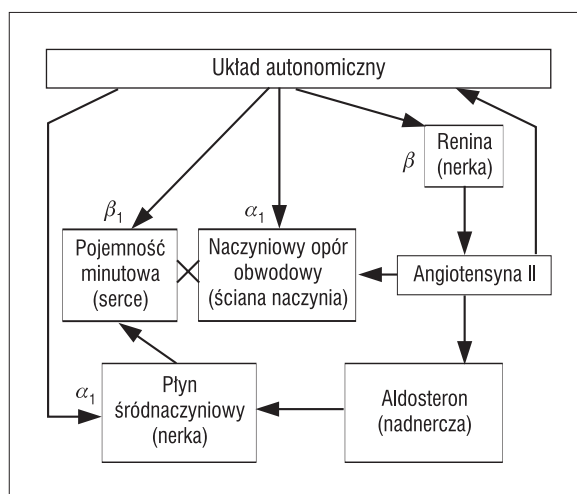 Układ autonomiczny
Renina
(nerka)
β
β1
α1
Pojemność
minutowa
(serce)
Naczyniowy opór
obwodowy
(ściana naczynia)
Angiotensyna II
α1
Płyn
śródnaczyniowy
(nerka)
Aldosteron
(nadnercza)